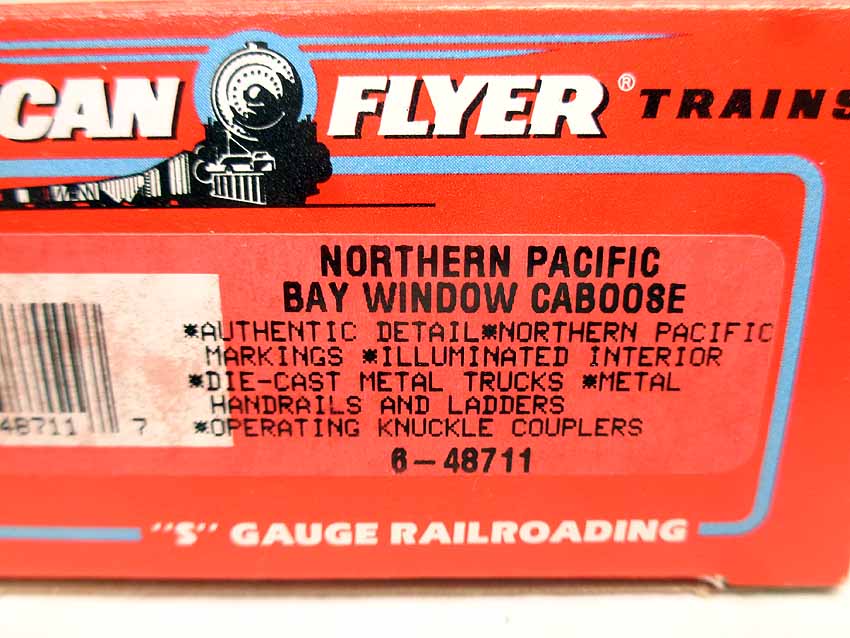 CAN FLYER® TRAINS
NORTHERN PACIFIC
BAY WINDOW CABOOSE
*AUTHENTIC DETAIL*NORTHERN PACIFIC
MARKINGS *ILLUMINATED INTERIOR
*DIE-CAST METAL TRUCKS *METAL
HANDRAILS AND LADDERS
*OPERATING KNUCKLE COUPLERS
48711 7
6-48711
"S" GAUGE RAILROADING